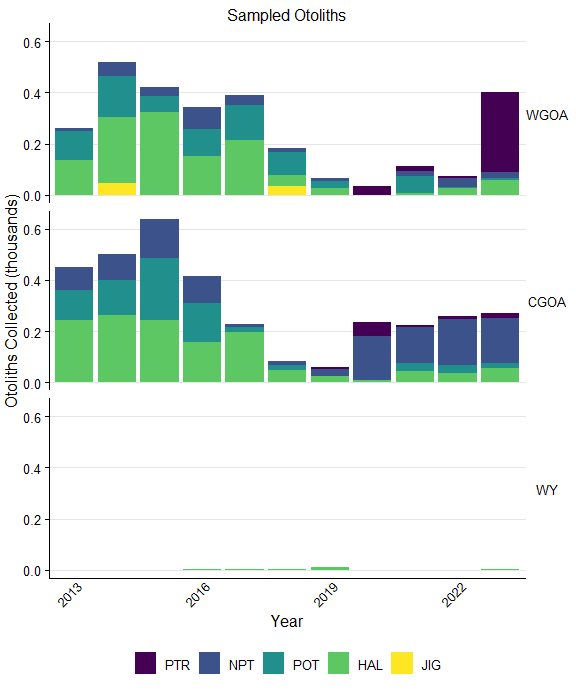 Sampled Otoliths
0.6
0.4
0.2
0.0
WGOA
0.6
0.4
0.2
0.0
CGOA
0.6
0.4
0.2
0.0
WY
Otoliths Collected (thousands)
2013
2016
2019
2022
Year
PTR NPT POT HAL JIG